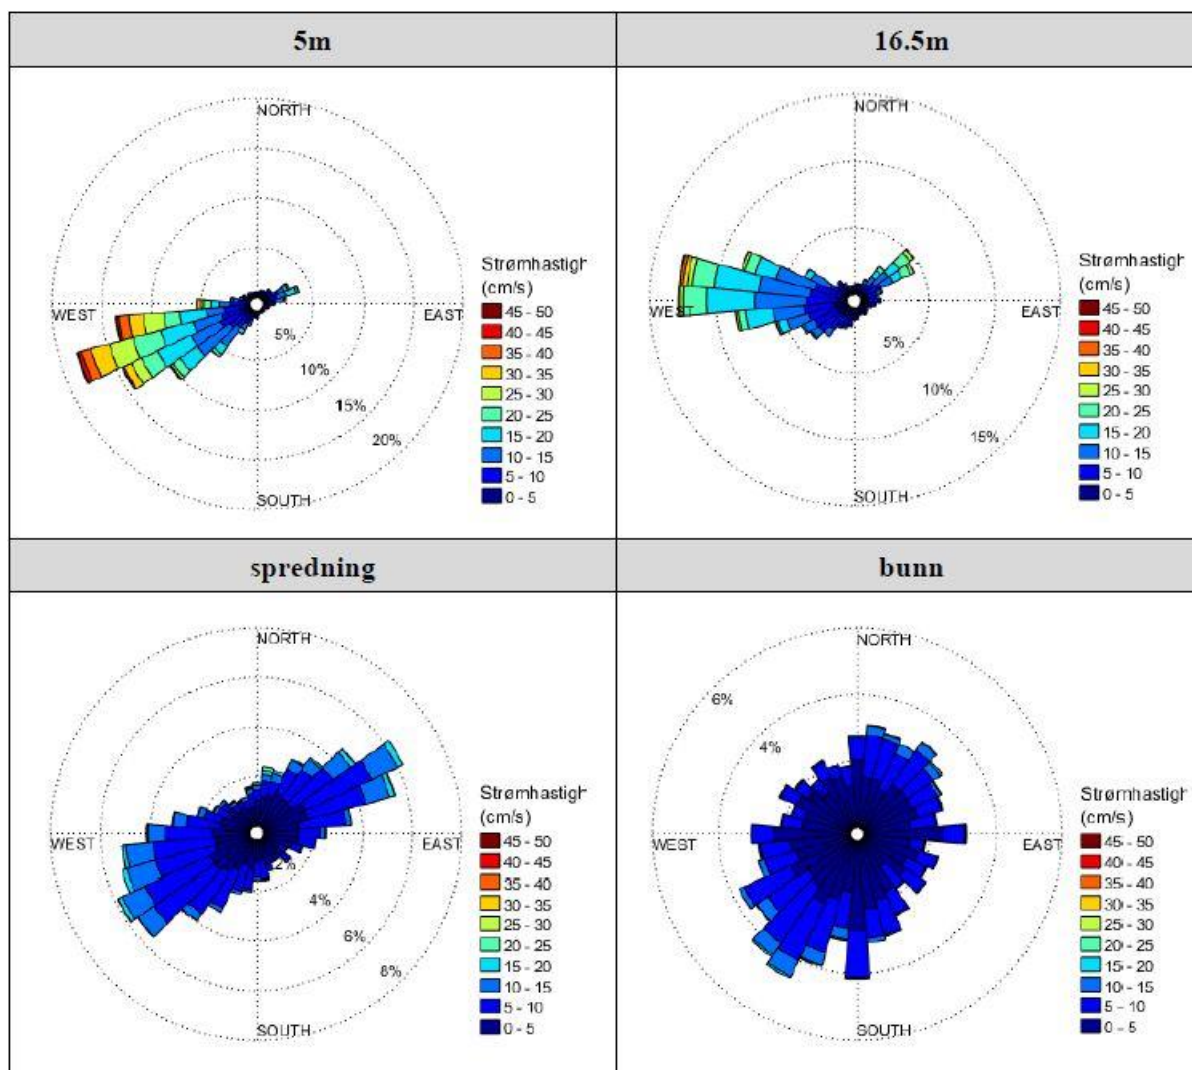 5m
16.5m
NORTH
WEST
EAST
SOUTH
5%
10%
15%
20%
Strømhastigh
(cm/s)
45 - 50
40 - 45
35 - 40
30 - 35
25 - 30
20 - 25
15 - 20
10 - 15
5 - 10
0 - 5
NORTH
WEST
EAST
SOUTH
5%
10%
15%
Strømhastigh
(cm/s)
45 - 50
40 - 45
35 - 40
30 - 35
25 - 30
20 - 25
15 - 20
10 - 15
5 - 10
0 - 5
spredning
bunn
NORTH
WEST
EAST
SOUTH
2%
4%
6%
8%
Strømhastigh
(cm/s)
45 - 50
40 - 45
35 - 40
30 - 35
25 - 30
20 - 25
15 - 20
10 - 15
5 - 10
0 - 5
NORTH
6%
4%
WEST
EAST
SOUTH
Strømhastigh
(cm/s)
45 - 50
40 - 45
35 - 40
30 - 35
25 - 30
20 - 25
15 - 20
10 - 15
5 - 10
0 - 5